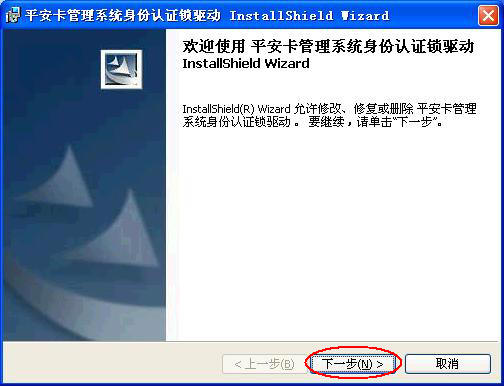 平安卡管理系统身份认证锁驱动 InstallShield Wizard
欢迎使用 平安卡管理系统身份认证锁驱动
InstallShield Wizard
InstallShield(R) Wizard 允许修改、修复或删除 平安卡管理
系统身份认证锁驱动 。 要继续，请单击“下一步”。
< 上一步(B)
下一步(N) >
取消